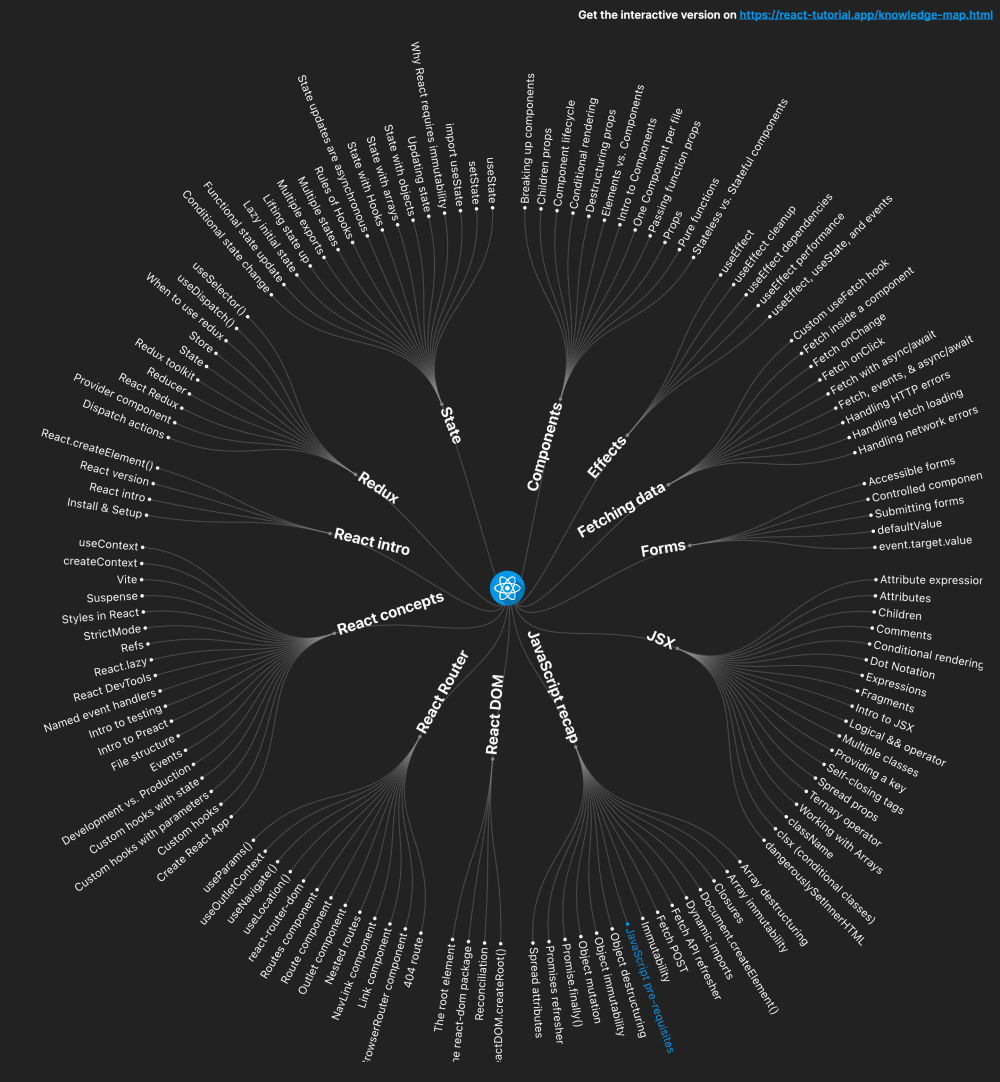 Get the interactive version on https://react-tutorial.app/knowledge-map.html
State
Conditional state change
Functional state update
Lazy initial state
Lifting state up
Multiple exports
Multiple states
Rules of Hooks
State updates are asynchronous
State with Hooks
State with arrays
State with objects
Updating state
Why React requires immutability
import useState
setState
useState
Components
Breaking up components
Children props
Component lifecycle
Conditional rendering
Destructuring props
Elements vs. Components
Intro to Components
One Component per file
Passing function props
Props
Pure functions
Stateless vs. Stateful components
Effects
useEffect
useEffect cleanup
useEffect dependencies
useEffect performance
useEffect, useState, and events
Fetching data
Custom useFetch hook
Fetch inside a component
Fetch onChange
Fetch onClick
Fetch with async/await
Fetch, events, & async/await
Handling HTTP errors
Handling fetch loading
Handling network errors
Forms
Accessible forms
Controlled componen
Submitting forms
defaultValue
event.target.value
JSX
Attribute expression
Attributes
Children
Comments
Conditional rendering
Dot Notation
Expressions
Fragments
Intro to JSX
Logical && operator
Multiple classes
Providing a key
Self-closing tags
Spread props
Ternary operator
Working with Arrays
className
clsx (conditional classes)
dangerouslySetInnerHTML
JavaScript recap
Array destructuring
Array immutability
Closures
Document.createElement()
Dynamic imports
Fetch API refresher
Fetch POST
Immutability
JavaScript pre-requisites
Object destructuring
Object immutability
Object mutation
Promise.finally()
Promises refresher
Spread attributes
React DOM
actDOM.createRoot()
Reconciliation
e react-dom package
The root element
React Router
404 route
rowserRouter component
Link component
NavLink component
Nested routes
Outlet component
Route component
Routes component
react-router-dom
useLocation()
useNavigate()
useOutletContext
useParams()
React concepts
Create React App
Custom hooks
Custom hooks with parameters
Custom hooks with state
Development vs. Production
Events
File structure
Intro to Preact
Intro to testing
Named event handlers
React DevTools
React.lazy
Refs
StrictMode
Styles in React
Suspense
Vite
createContext
useContext
React intro
Install & Setup
React intro
React version
React.createElement()
Redux
Dispatch actions
Provider component
React Redux
Reducer
Redux toolkit
State
Store
When to use redux
useDispatch()
useSelector()